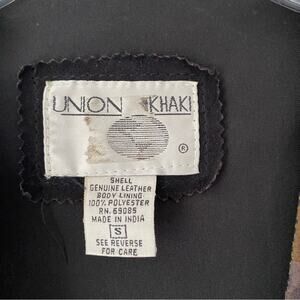 UNION KHAKI
®
SHELL
GENUINE LEATHER
BODY LINING
100% POLYESTER
RN. 69085
MADE IN INDIA
S
SEE REVERSE
FOR CARE